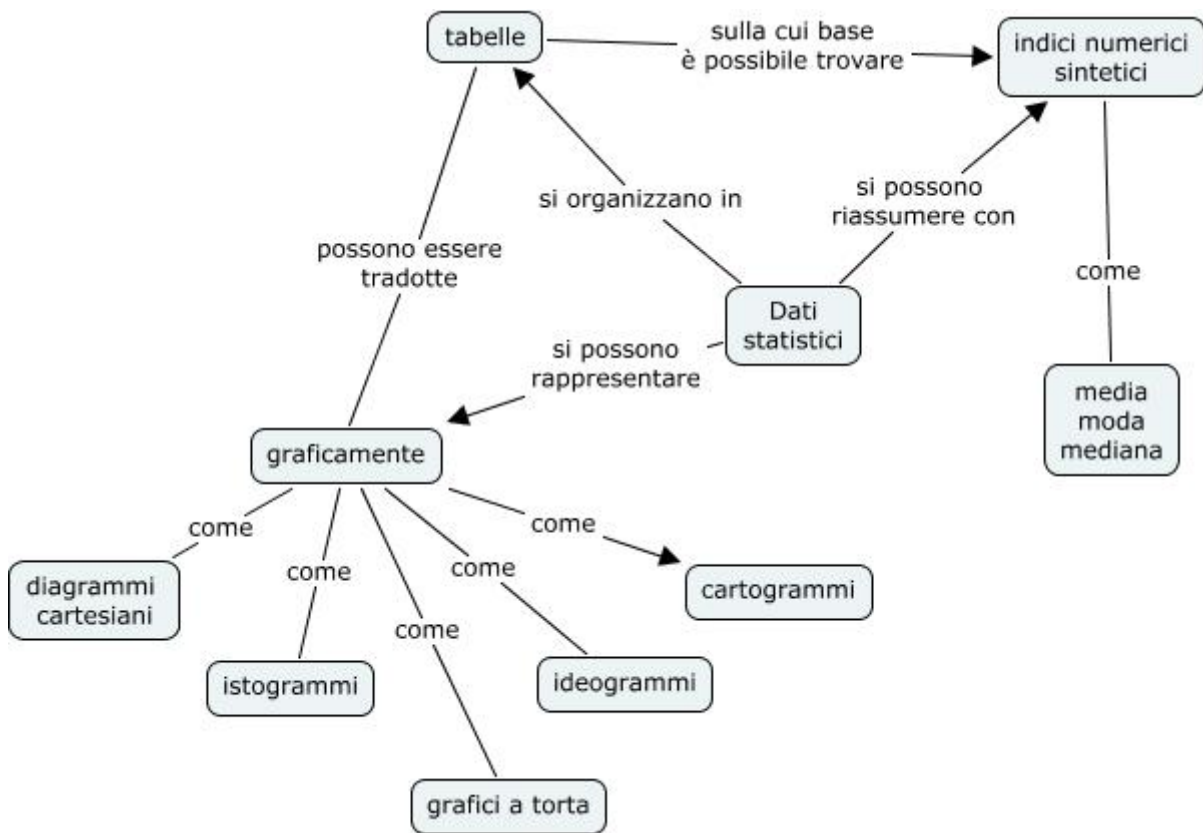 tabelle
sulla cui base
è possibile trovare
indici numerici
sintetici
si organizzano in
si possono
riassumere con
possono essere
tradotte
come
Dati
statistici
si possono
rappresentare
media
moda
mediana
graficamente
come
come
come
come
come
diagrammi
cartesiani
cartogrammi
istogrammi
ideogrammi
grafici a torta